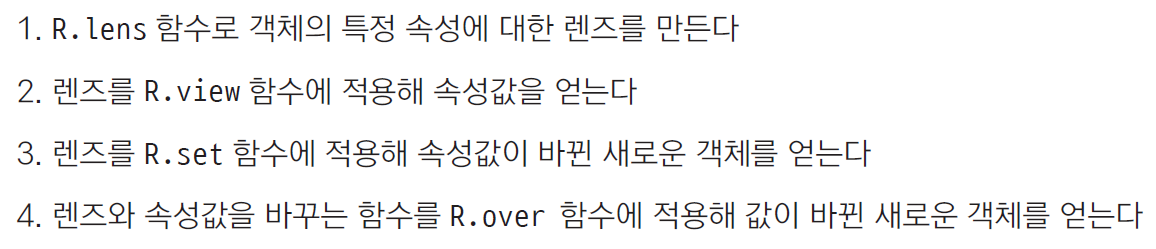 1. R.lens 함수로 객체의 특정 속성에 대한 렌즈를 만든다
2. 렌즈를 R.view 함수에 적용해 속성값을 얻는다
3. 렌즈를 R.set 함수에 적용해 속성값이 바뀐 새로운 객체를 얻는다
4. 렌즈와 속성값을 바꾸는 함수를 R.over 함수에 적용해 값이 바뀐 새로운 객체를 얻는다